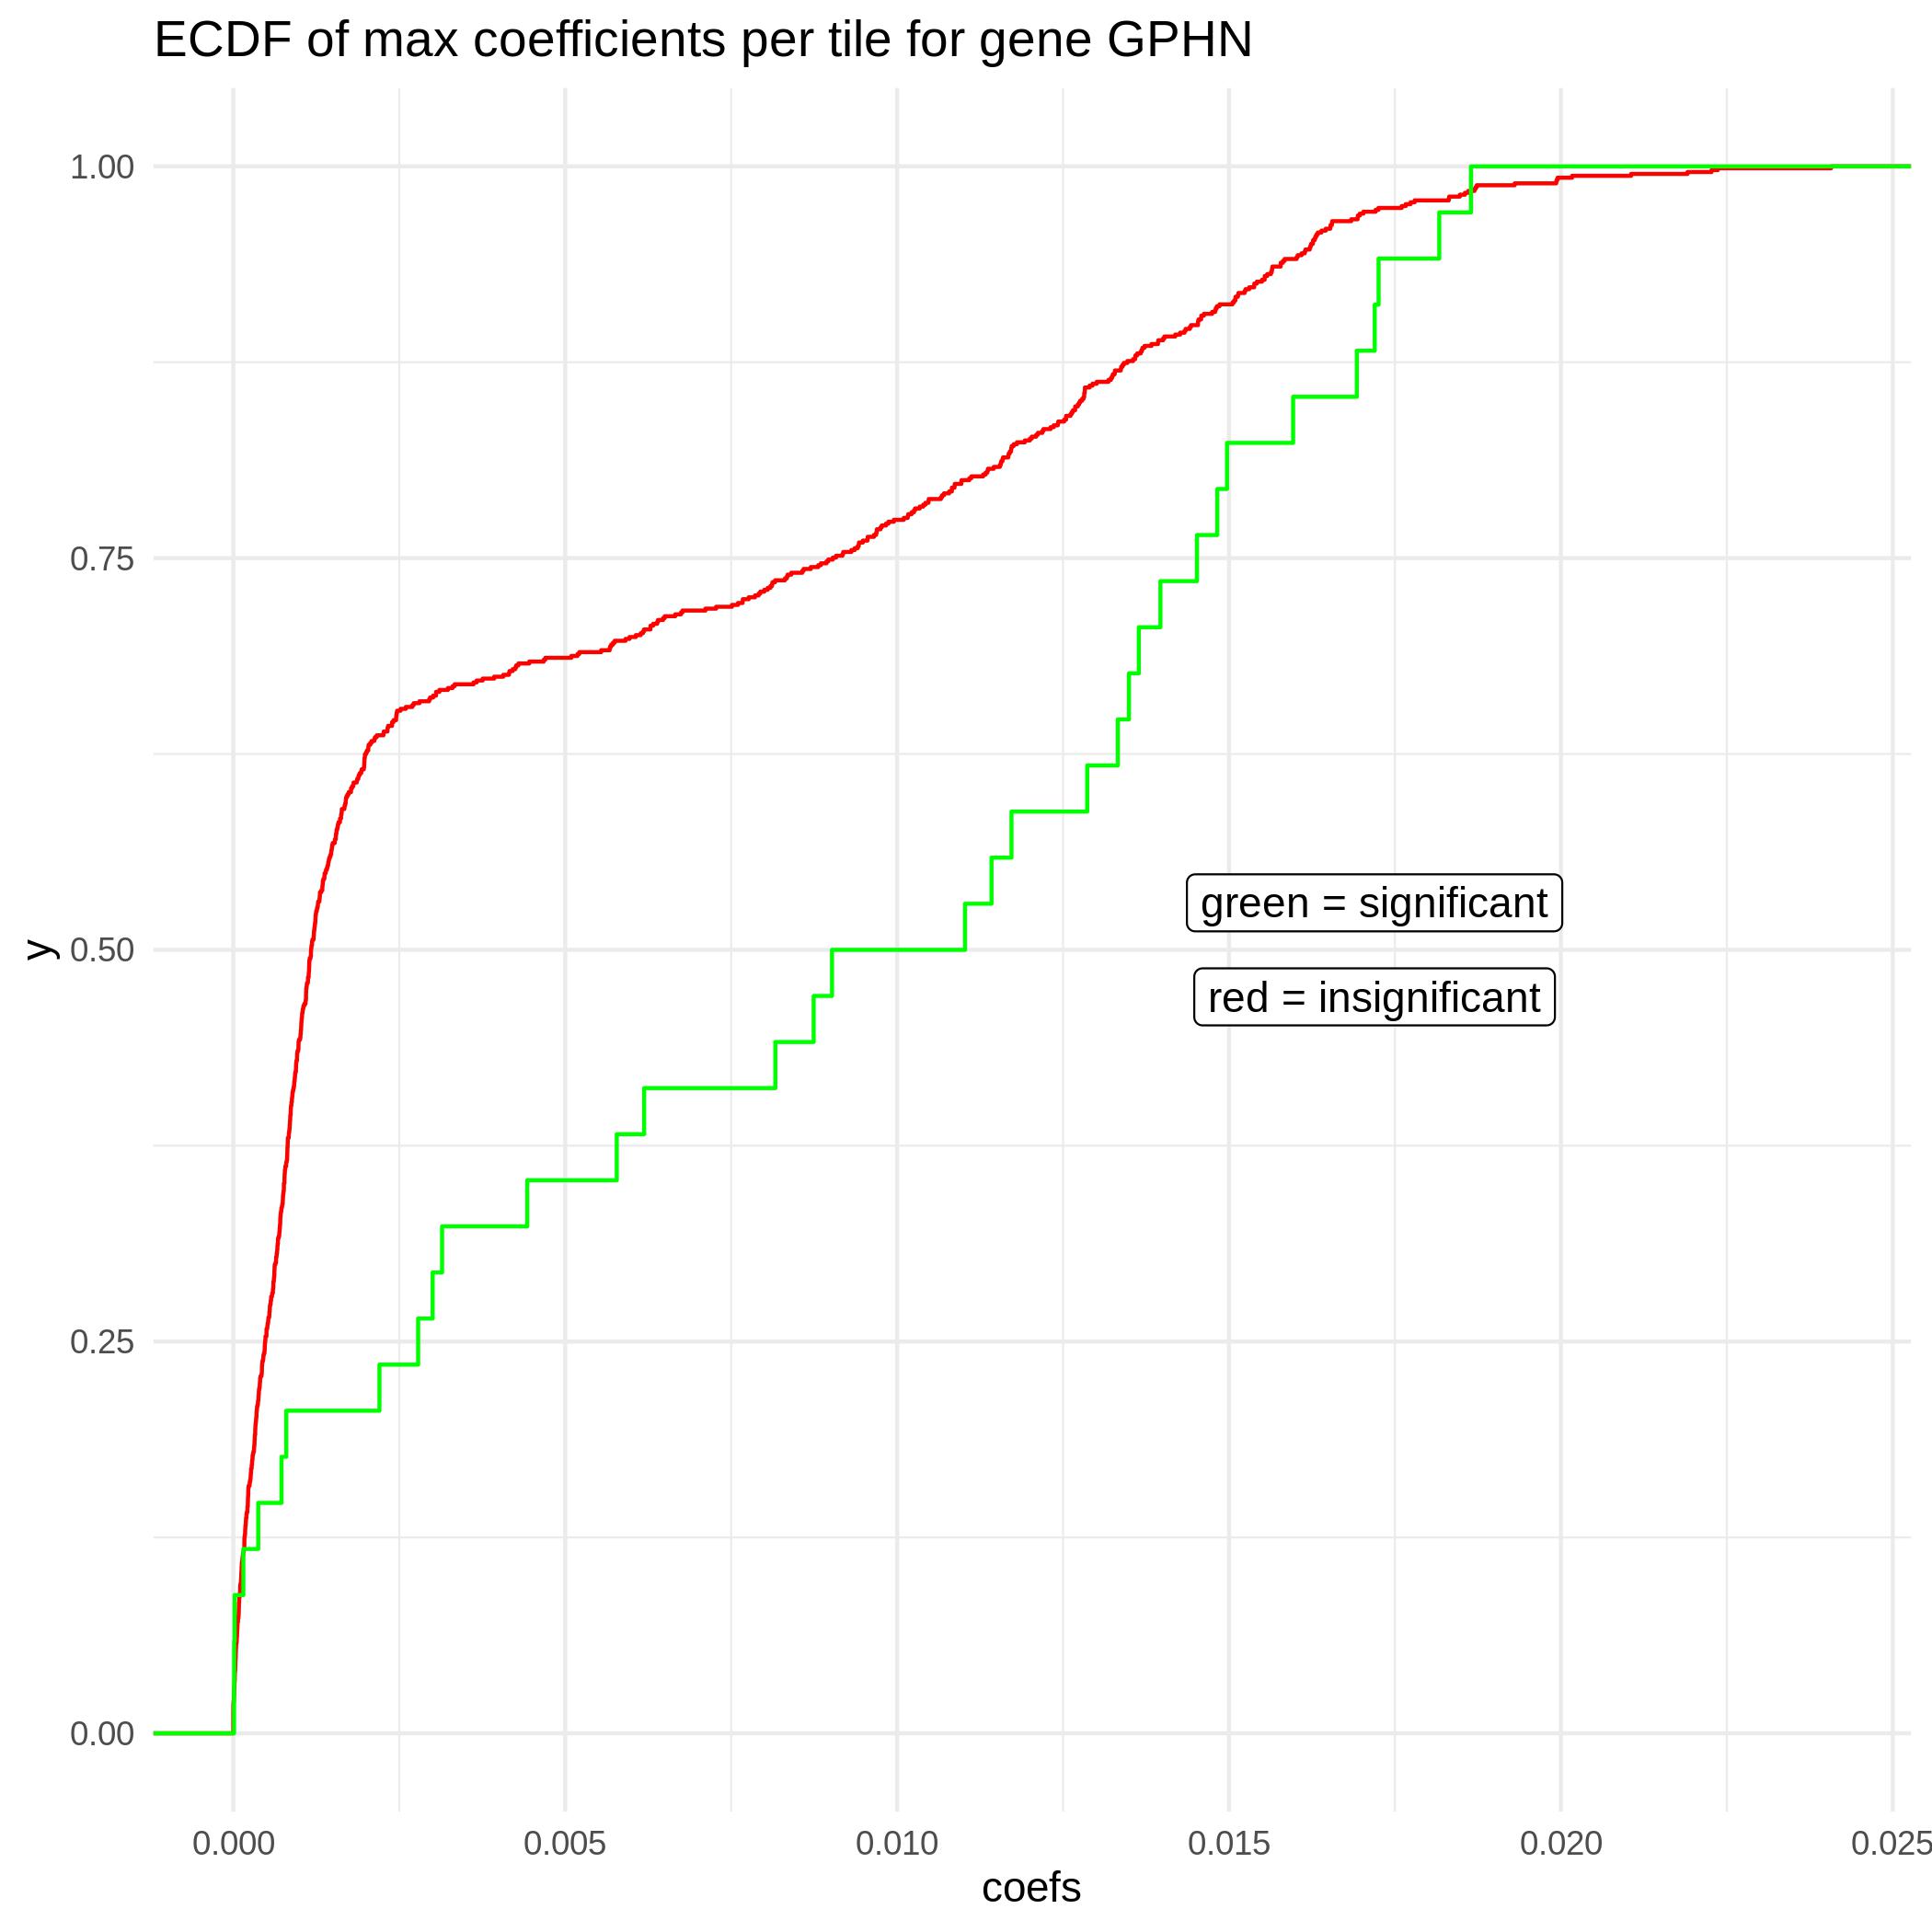 ECDF of max coefficients per tile for gene GPHN
1.00
0.75
0.50
0.25
0.00
y
green = significant
red = insignificant
0.000 0.005 0.010 0.015 0.020 0.025
coefs